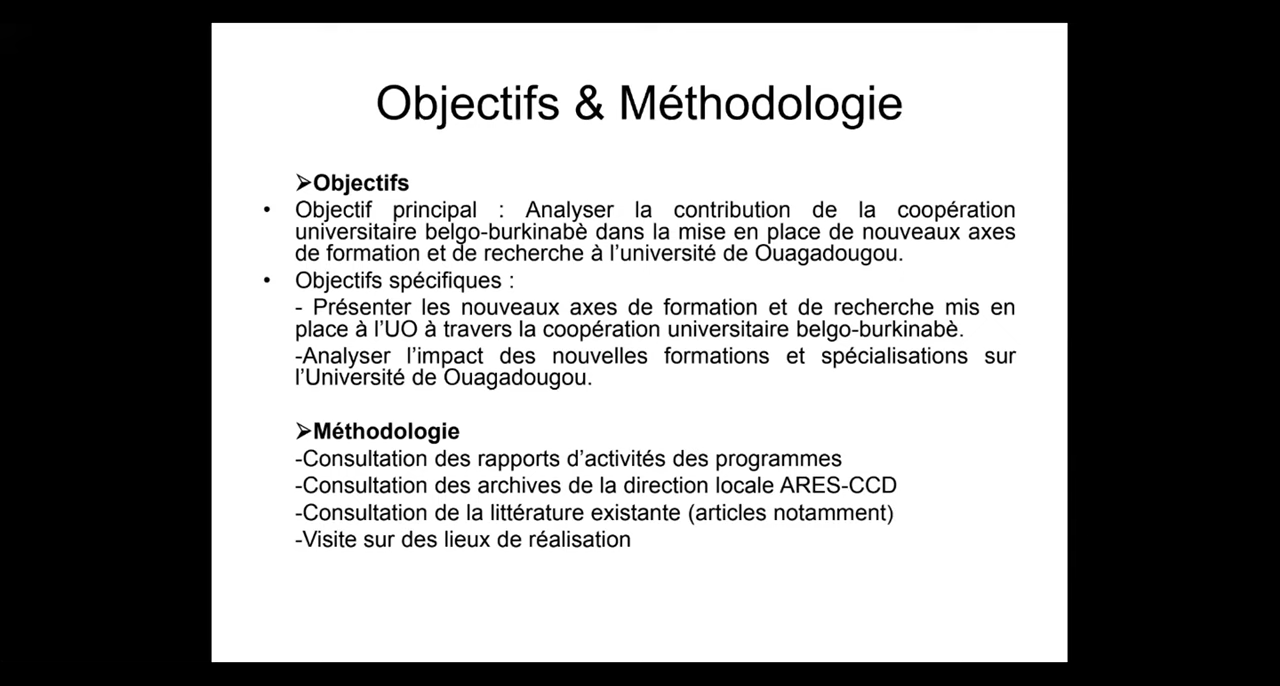 Objectifs & Méthodologie
➢Objectifs
• Objectif principal : Analyser la contribution de la coopération
universitaire belgo-burkinabè dans la mise en place de nouveaux axes
de formation et de recherche à l’université de Ouagadougou.
• Objectifs spécifiques :
- Présenter les nouveaux axes de formation et de recherche mis en
place à l’UO à travers la coopération universitaire belgo-burkinabè.
-Analyser l’impact des nouvelles formations et spécialisations sur
l’Université de Ouagadougou.
➢Méthodologie
-Consultation des rapports d’activités des programmes
-Consultation des archives de la direction locale ARES-CCD
-Consultation de la littérature existante (articles notamment)
-Visite sur des lieux de réalisation